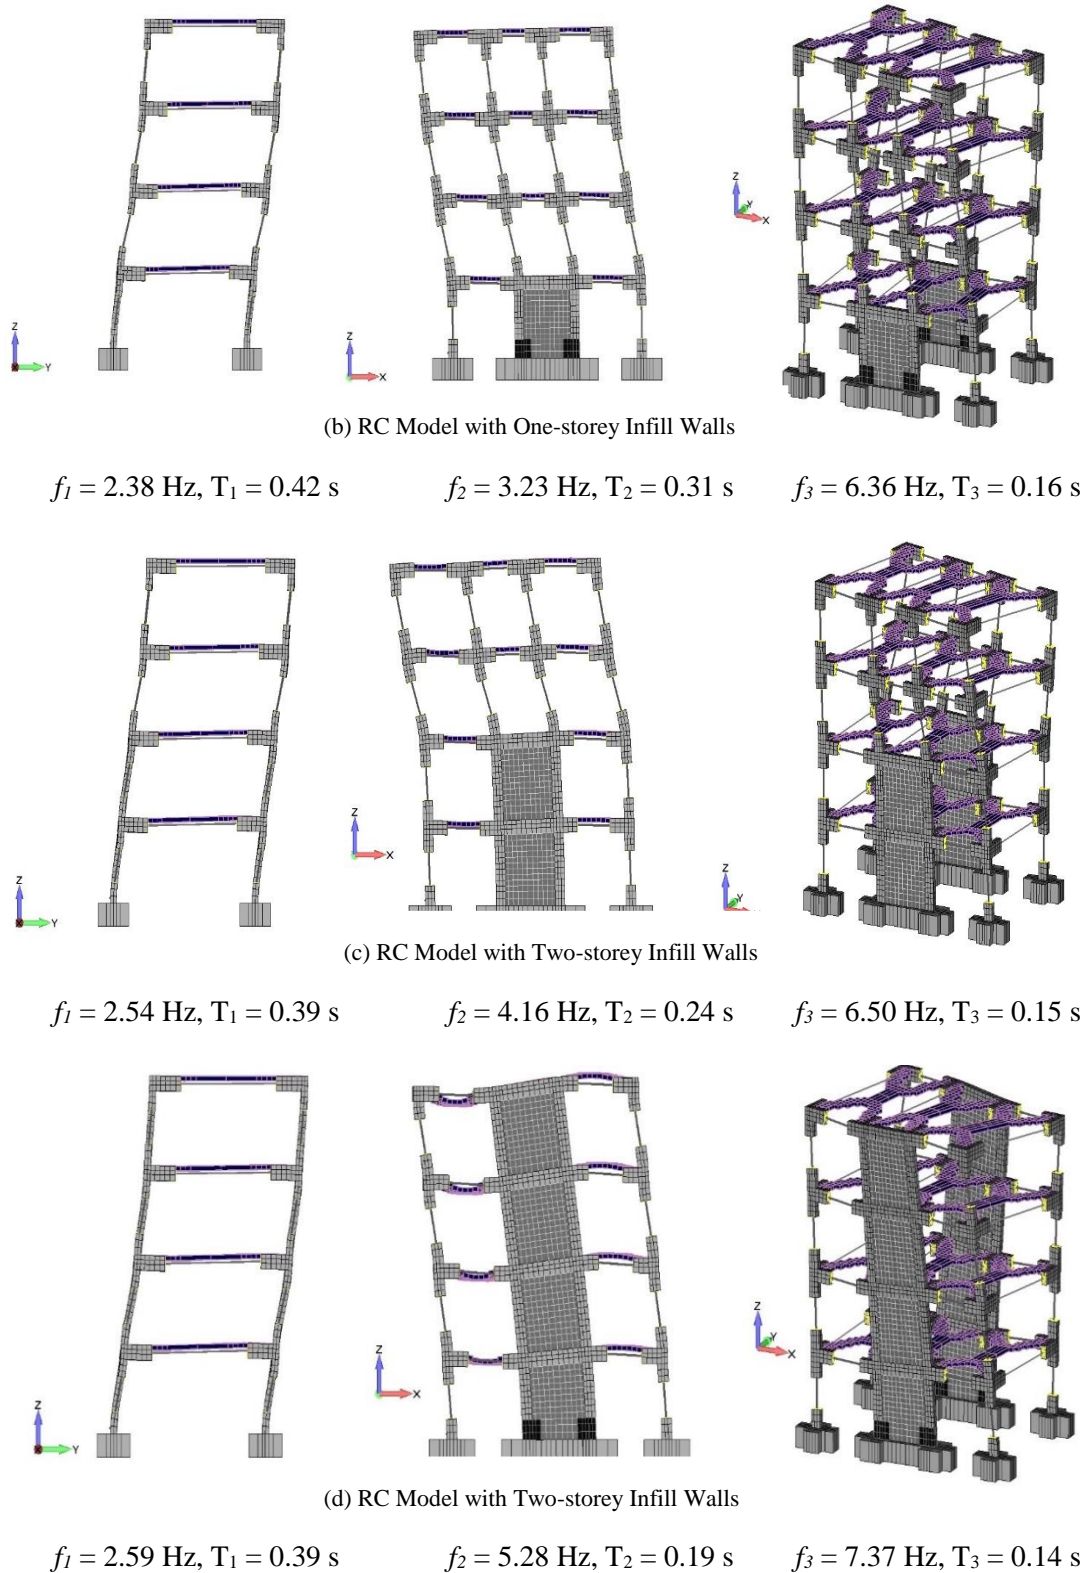 Z
Y
Z
X
Z
Y
X
(b) RC Model with One-storey Infill Walls
f1 = 2.38 Hz, T1 = 0.42 s f2 = 3.23 Hz, T2 = 0.31 s f3 = 6.36 Hz, T3 = 0.16 s
Z
Y
Z
X
Z
Y
(c) RC Model with Two-storey Infill Walls
f1 = 2.54 Hz, T1 = 0.39 s f2 = 4.16 Hz, T2 = 0.24 s f3 = 6.50 Hz, T3 = 0.15 s
Z
Y
Z
X
Z
Y
X
(d) RC Model with Two-storey Infill Walls
f1 = 2.59 Hz, T1 = 0.39 s f2 = 5.28 Hz, T2 = 0.19 s f3 = 7.37 Hz, T3 = 0.14 s